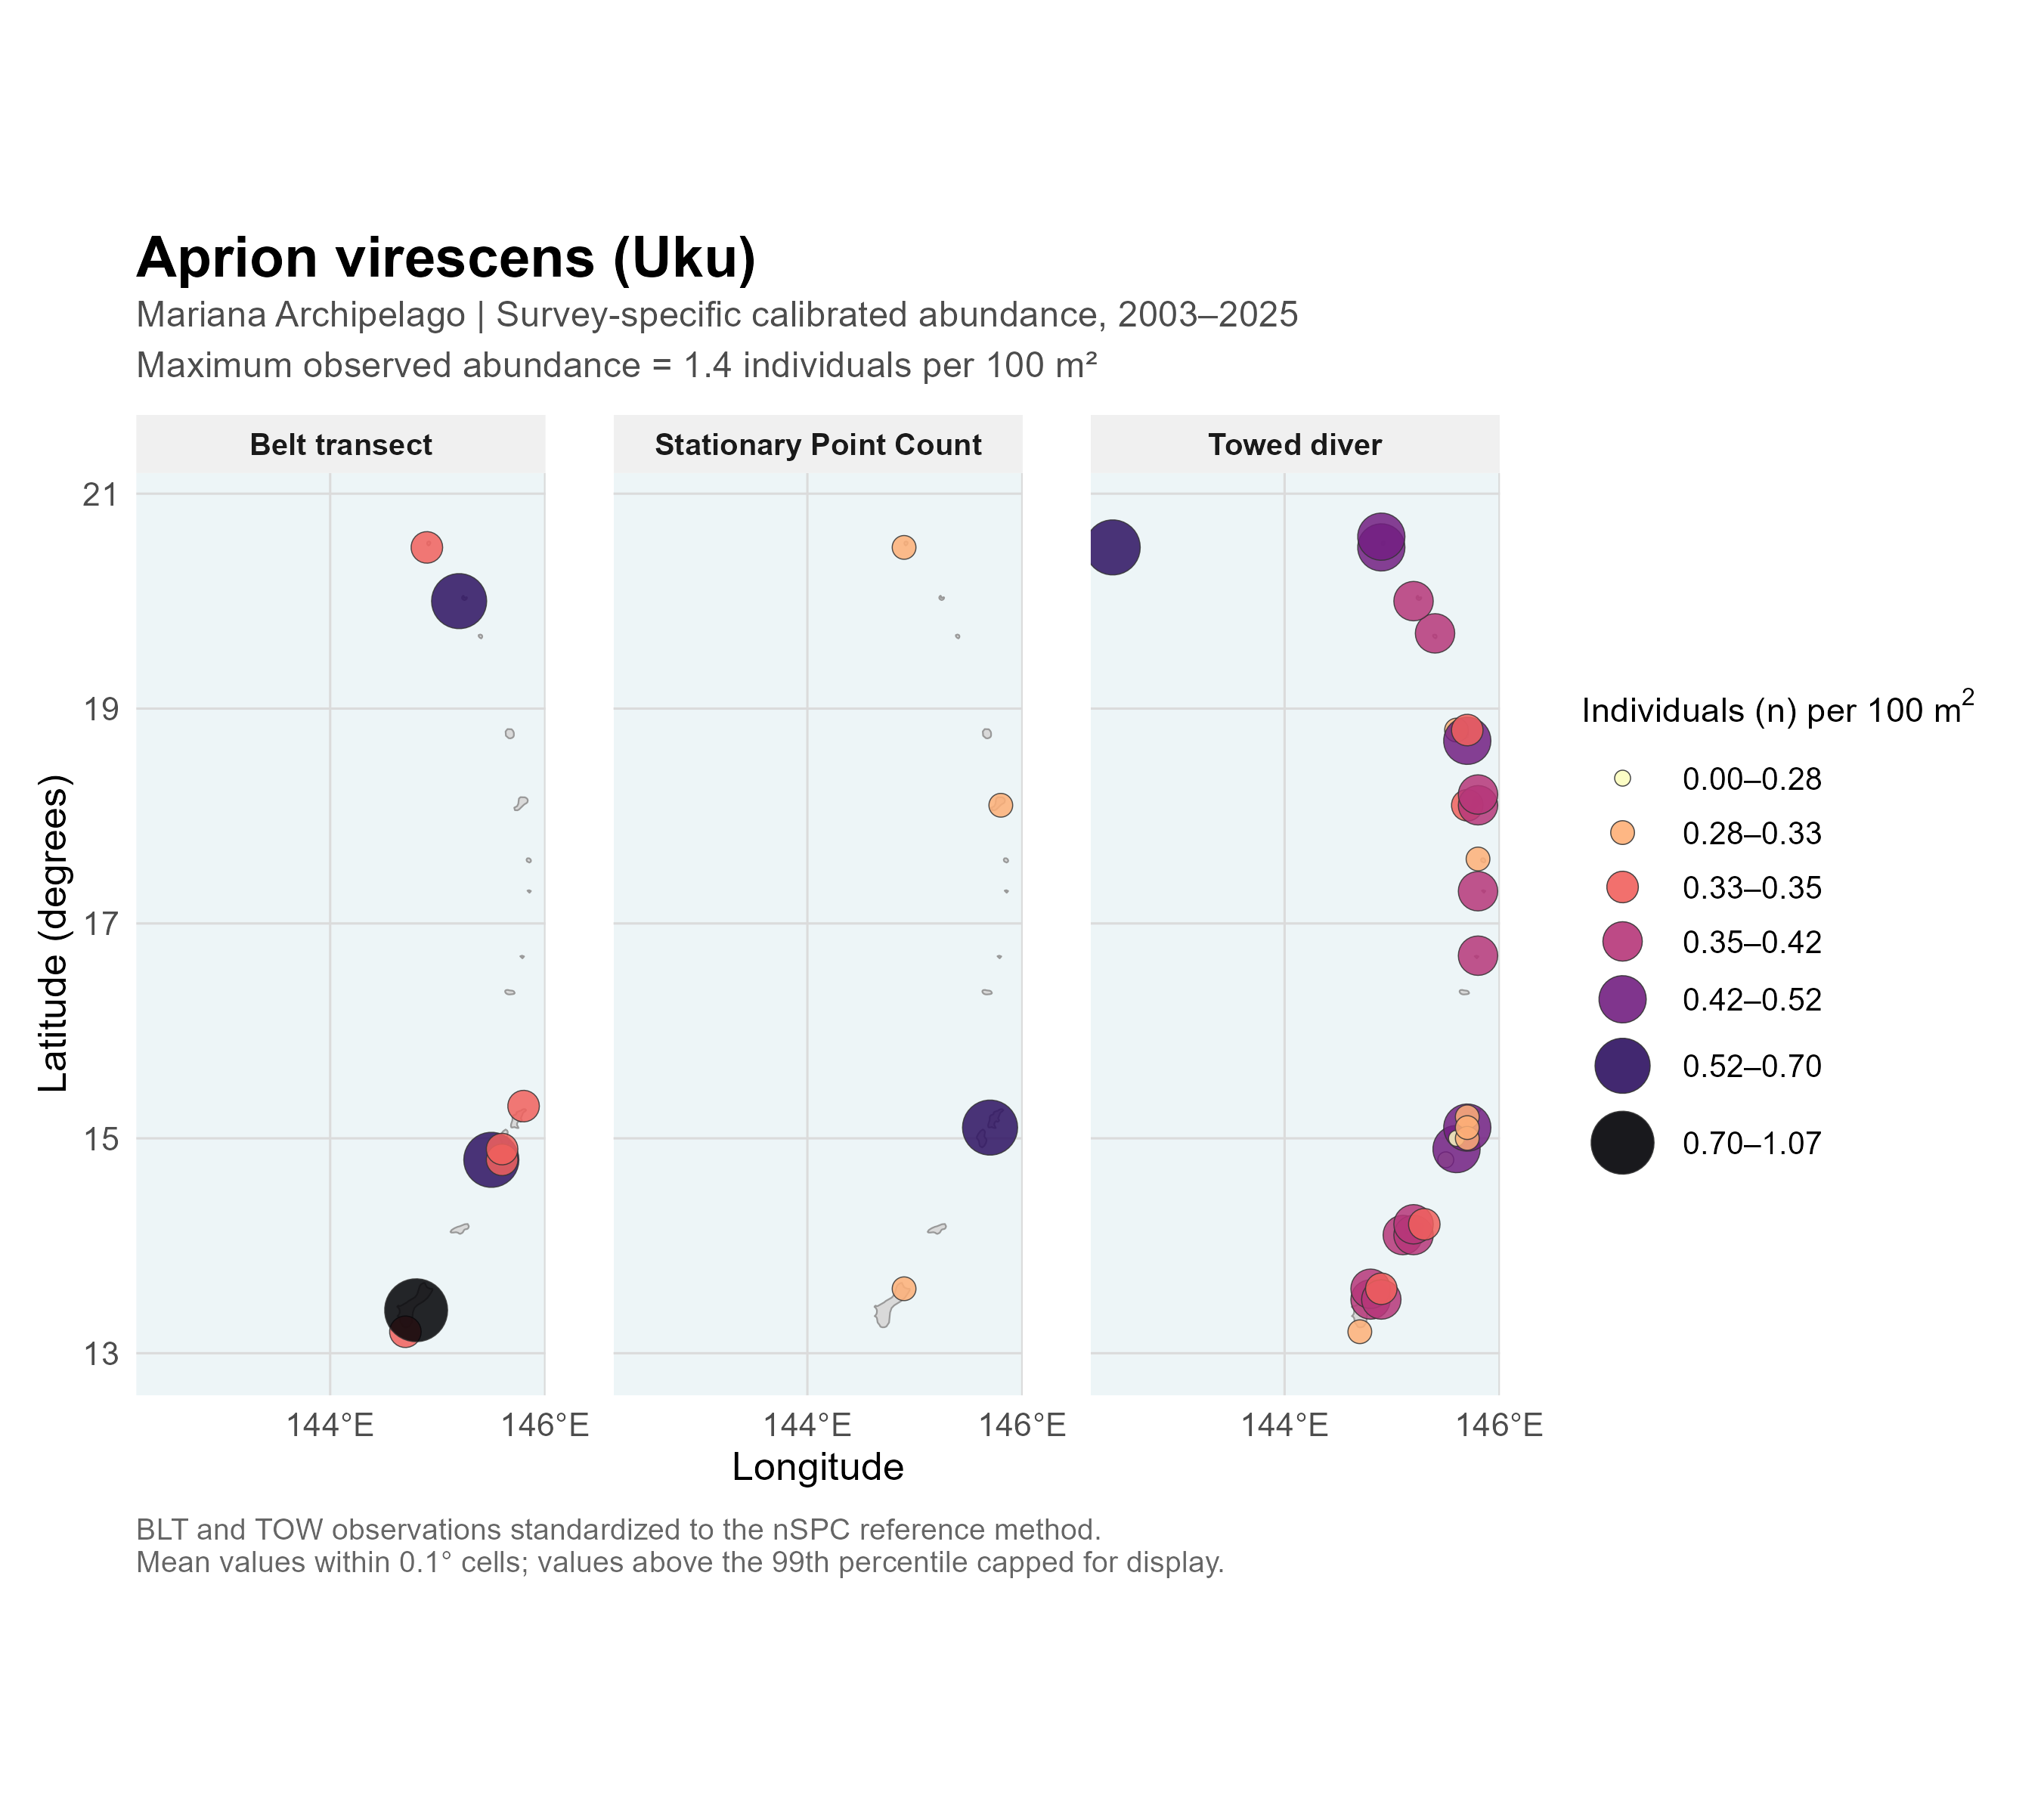 Aprion virescens (Uku)
Mariana Archipelago | Survey-specific calibrated abundance, 2003–2025
Maximum observed abundance = 1.4 individuals per 100 m²
Belt transect
Stationary Point Count
Towed diver
21
19
17
15
13
Latitude (degrees)
144°E
146°E
144°E
146°E
144°E
146°E
Longitude
Individuals (n) per 100 m²
0.00–0.28
0.28–0.33
0.33–0.35
0.35–0.42
0.42–0.52
0.52–0.70
0.70–1.07
BLT and TOW observations standardized to the nSPC reference method.
Mean values within 0.1° cells; values above the 99th percentile capped for display.